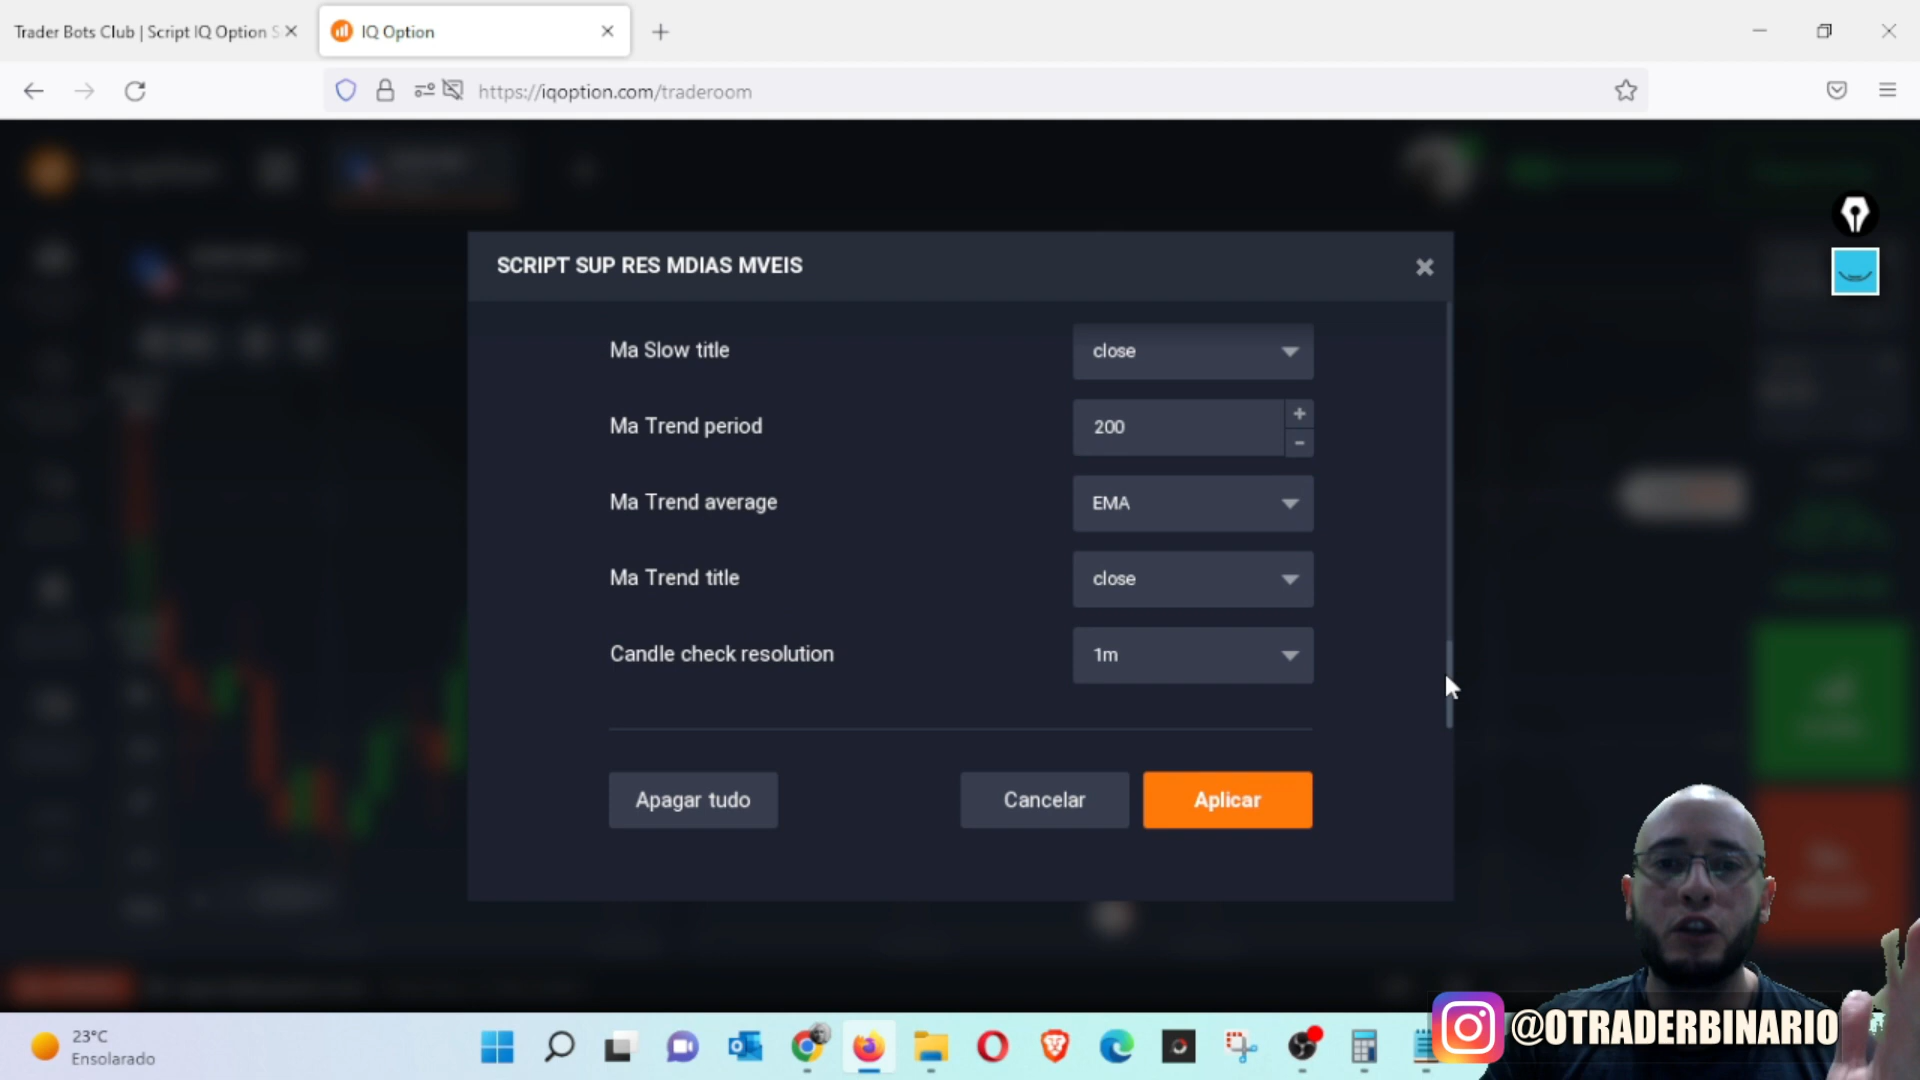 Trader Bots Club | Script IQ Option S
IQ Option
https://iqoption.com/traderoom
SCRIPT SUP RES MDIAS MVEIS
Ma Slow title
close
Ma Trend period
200
Ma Trend average
EMA
Ma Trend title
close
Candle check resolution
1m
Apagar tudo
Cancelar
Aplicar
23°C
Ensolarado
@OTRADERBINARIO